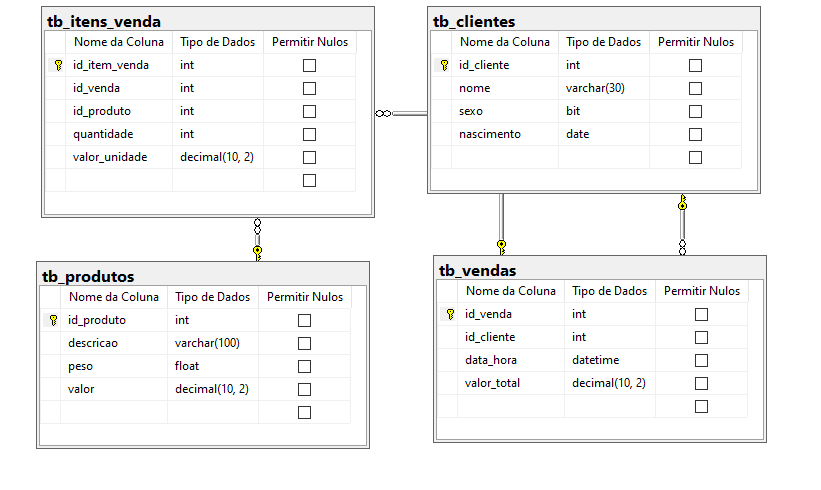 tb_itens_venda
Nome da Coluna Tipo de Dados Permitir Nulos
id_item_venda int
id_venda int
id_produto int
quantidade int
valor_unidade decimal(10, 2)
tb_clientes
Nome da Coluna Tipo de Dados Permitir Nulos
id_cliente int
nome varchar(30)
sexo bit
nascimento date
tb_produtos
Nome da Coluna Tipo de Dados Permitir Nulos
id_produto int
descricao varchar(100)
peso float
valor decimal(10, 2)
tb_vendas
Nome da Coluna Tipo de Dados Permitir Nulos
id_venda int
id_cliente int
data_hora datetime
valor_total decimal(10, 2)